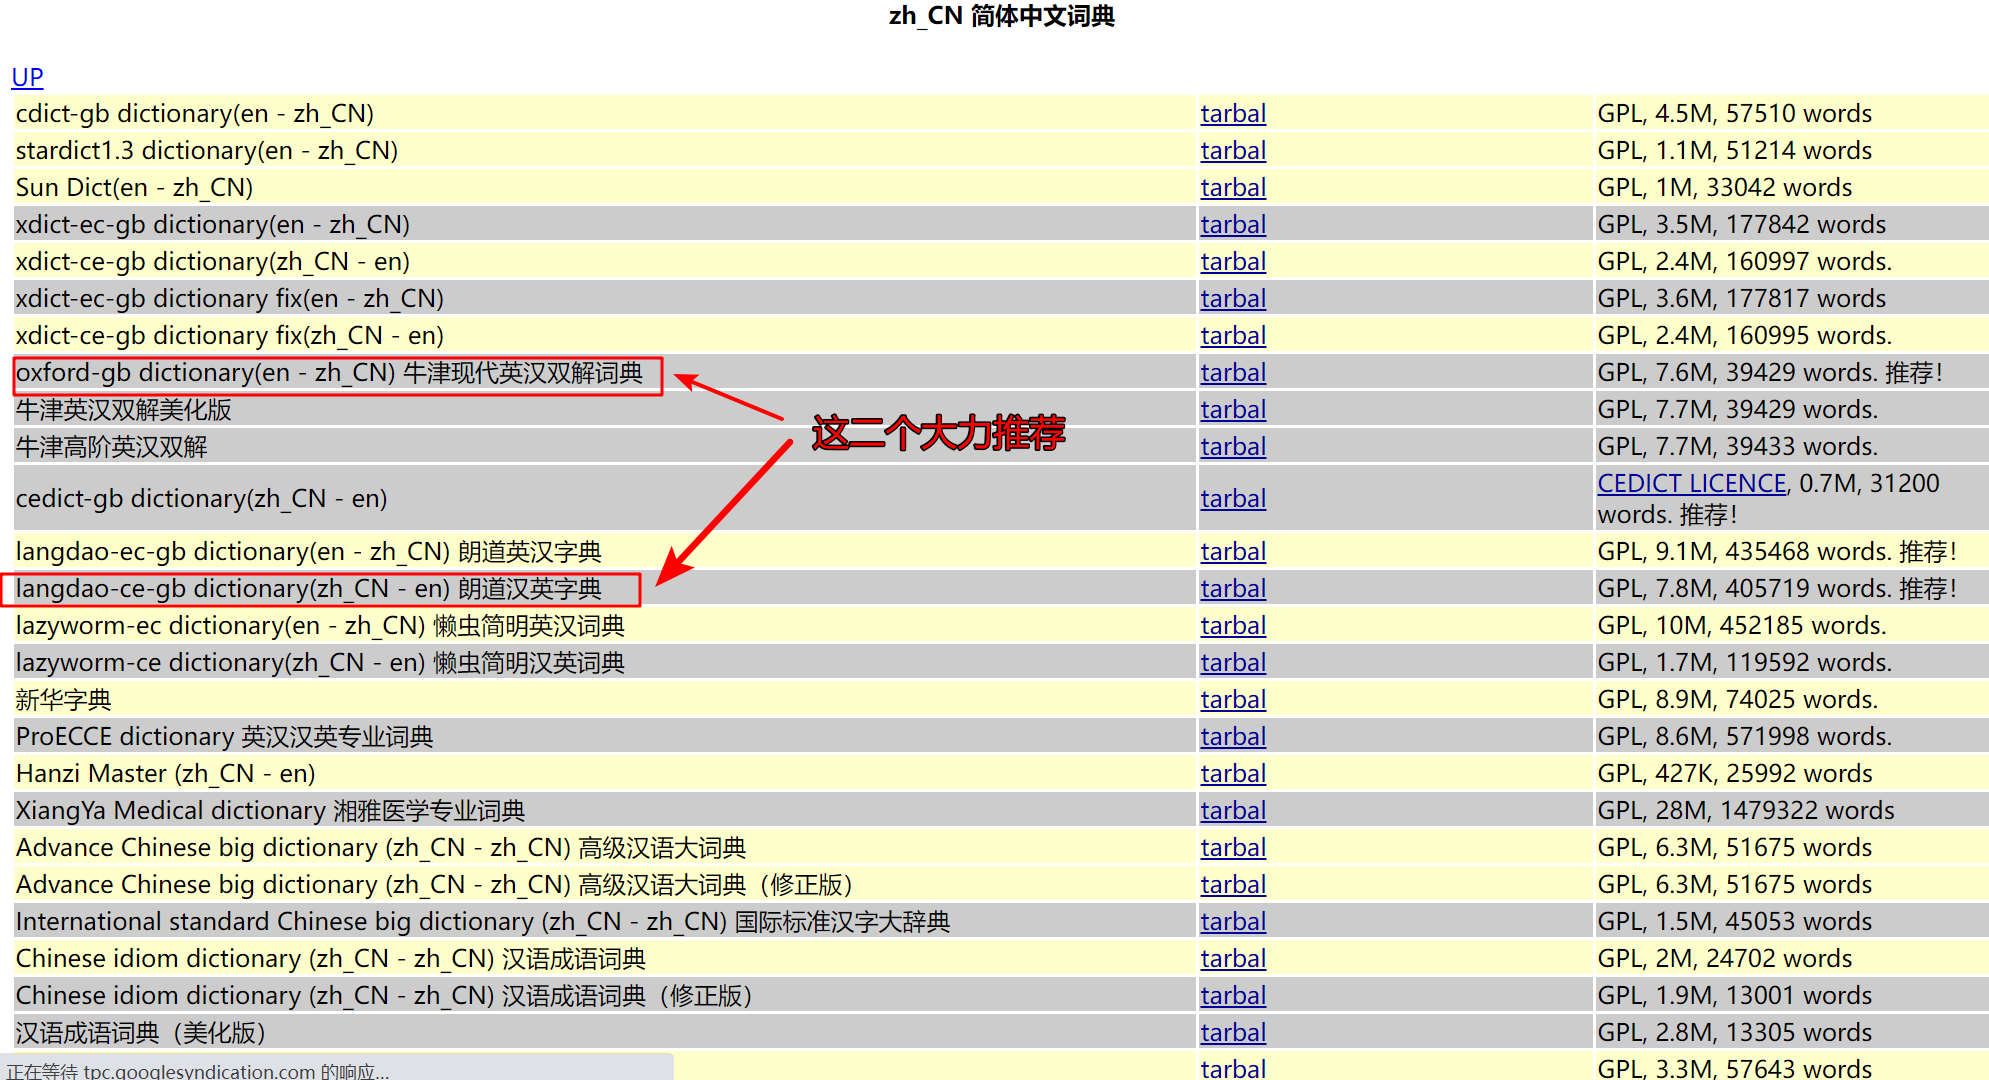 zh_CN 简体中文词典
UP
cdict-gb dictionary(en - zh_CN) tarbal GPL, 4.5M, 57510 words
stardict1.3 dictionary(en - zh_CN) tarbal GPL, 1.1M, 51214 words
Sun Dict(en - zh_CN) tarbal GPL, 1M, 33042 words
xdict-ec-gb dictionary(en - zh_CN) tarbal GPL, 3.5M, 177842 words
xdict-ce-gb dictionary(zh_CN - en) tarbal GPL, 2.4M, 160997 words.
xdict-ec-gb dictionary fix(en - zh_CN) tarbal GPL, 3.6M, 177817 words
xdict-ce-gb dictionary fix(zh_CN - en) tarbal GPL, 2.4M, 160995 words.
oxford-gb dictionary(en - zh_CN) 牛津现代英汉双解词典 tarbal GPL, 7.6M, 39429 words. 推荐！
牛津英汉双解美化版 tarbal GPL, 7.7M, 39429 words.
这二个大力推荐
牛津高阶英汉双解 tarbal GPL, 7.7M, 39433 words.
cedict-gb dictionary(zh_CN - en) tarbal CEDICT LICENCE, 0.7M, 31200
words. 推荐！
langdao-ec-gb dictionary(en - zh_CN) 朗道英汉字典 tarbal GPL, 9.1M, 435468 words. 推荐！
langdao-ce-gb dictionary(zh_CN - en) 朗道汉英字典 tarbal GPL, 7.8M, 405719 words. 推荐！
lazyworm-ec dictionary(en - zh_CN) 懒虫简明英汉词典 tarbal GPL, 10M, 452185 words.
lazyworm-ce dictionary(zh_CN - en) 懒虫简明汉英词典 tarbal GPL, 1.7M, 119592 words.
新华字典 tarbal GPL, 8.9M, 74025 words.
ProECCE dictionary 英汉汉英专业词典 tarbal GPL, 8.6M, 571998 words.
Hanzi Master (zh_CN - en) tarbal GPL, 427K, 25992 words
XiangYa Medical dictionary 湘雅医学专业词典 tarbal GPL, 28M, 1479322 words
Advance Chinese big dictionary (zh_CN - zh_CN) 高级汉语大词典 tarbal GPL, 6.3M, 51675 words
Advance Chinese big dictionary (zh_CN - zh_CN) 高级汉语大词典（修正版） tarbal GPL, 6.3M, 51675 words
International standard Chinese big dictionary (zh_CN - zh_CN) 国际标准汉字大辞典 tarbal GPL, 1.5M, 45053 words
Chinese idiom dictionary (zh_CN - zh_CN) 汉语成语词典 tarbal GPL, 2M, 24702 words
Chinese idiom dictionary (zh_CN - zh_CN) 汉语成语词典（修正版） tarbal GPL, 1.9M, 13001 words
汉语成语词典（美化版） tarbal GPL, 2.8M, 13305 words
正在等待 tpc.googlesyndication.com 的响应... tarbal GPL, 3.3M, 57643 words